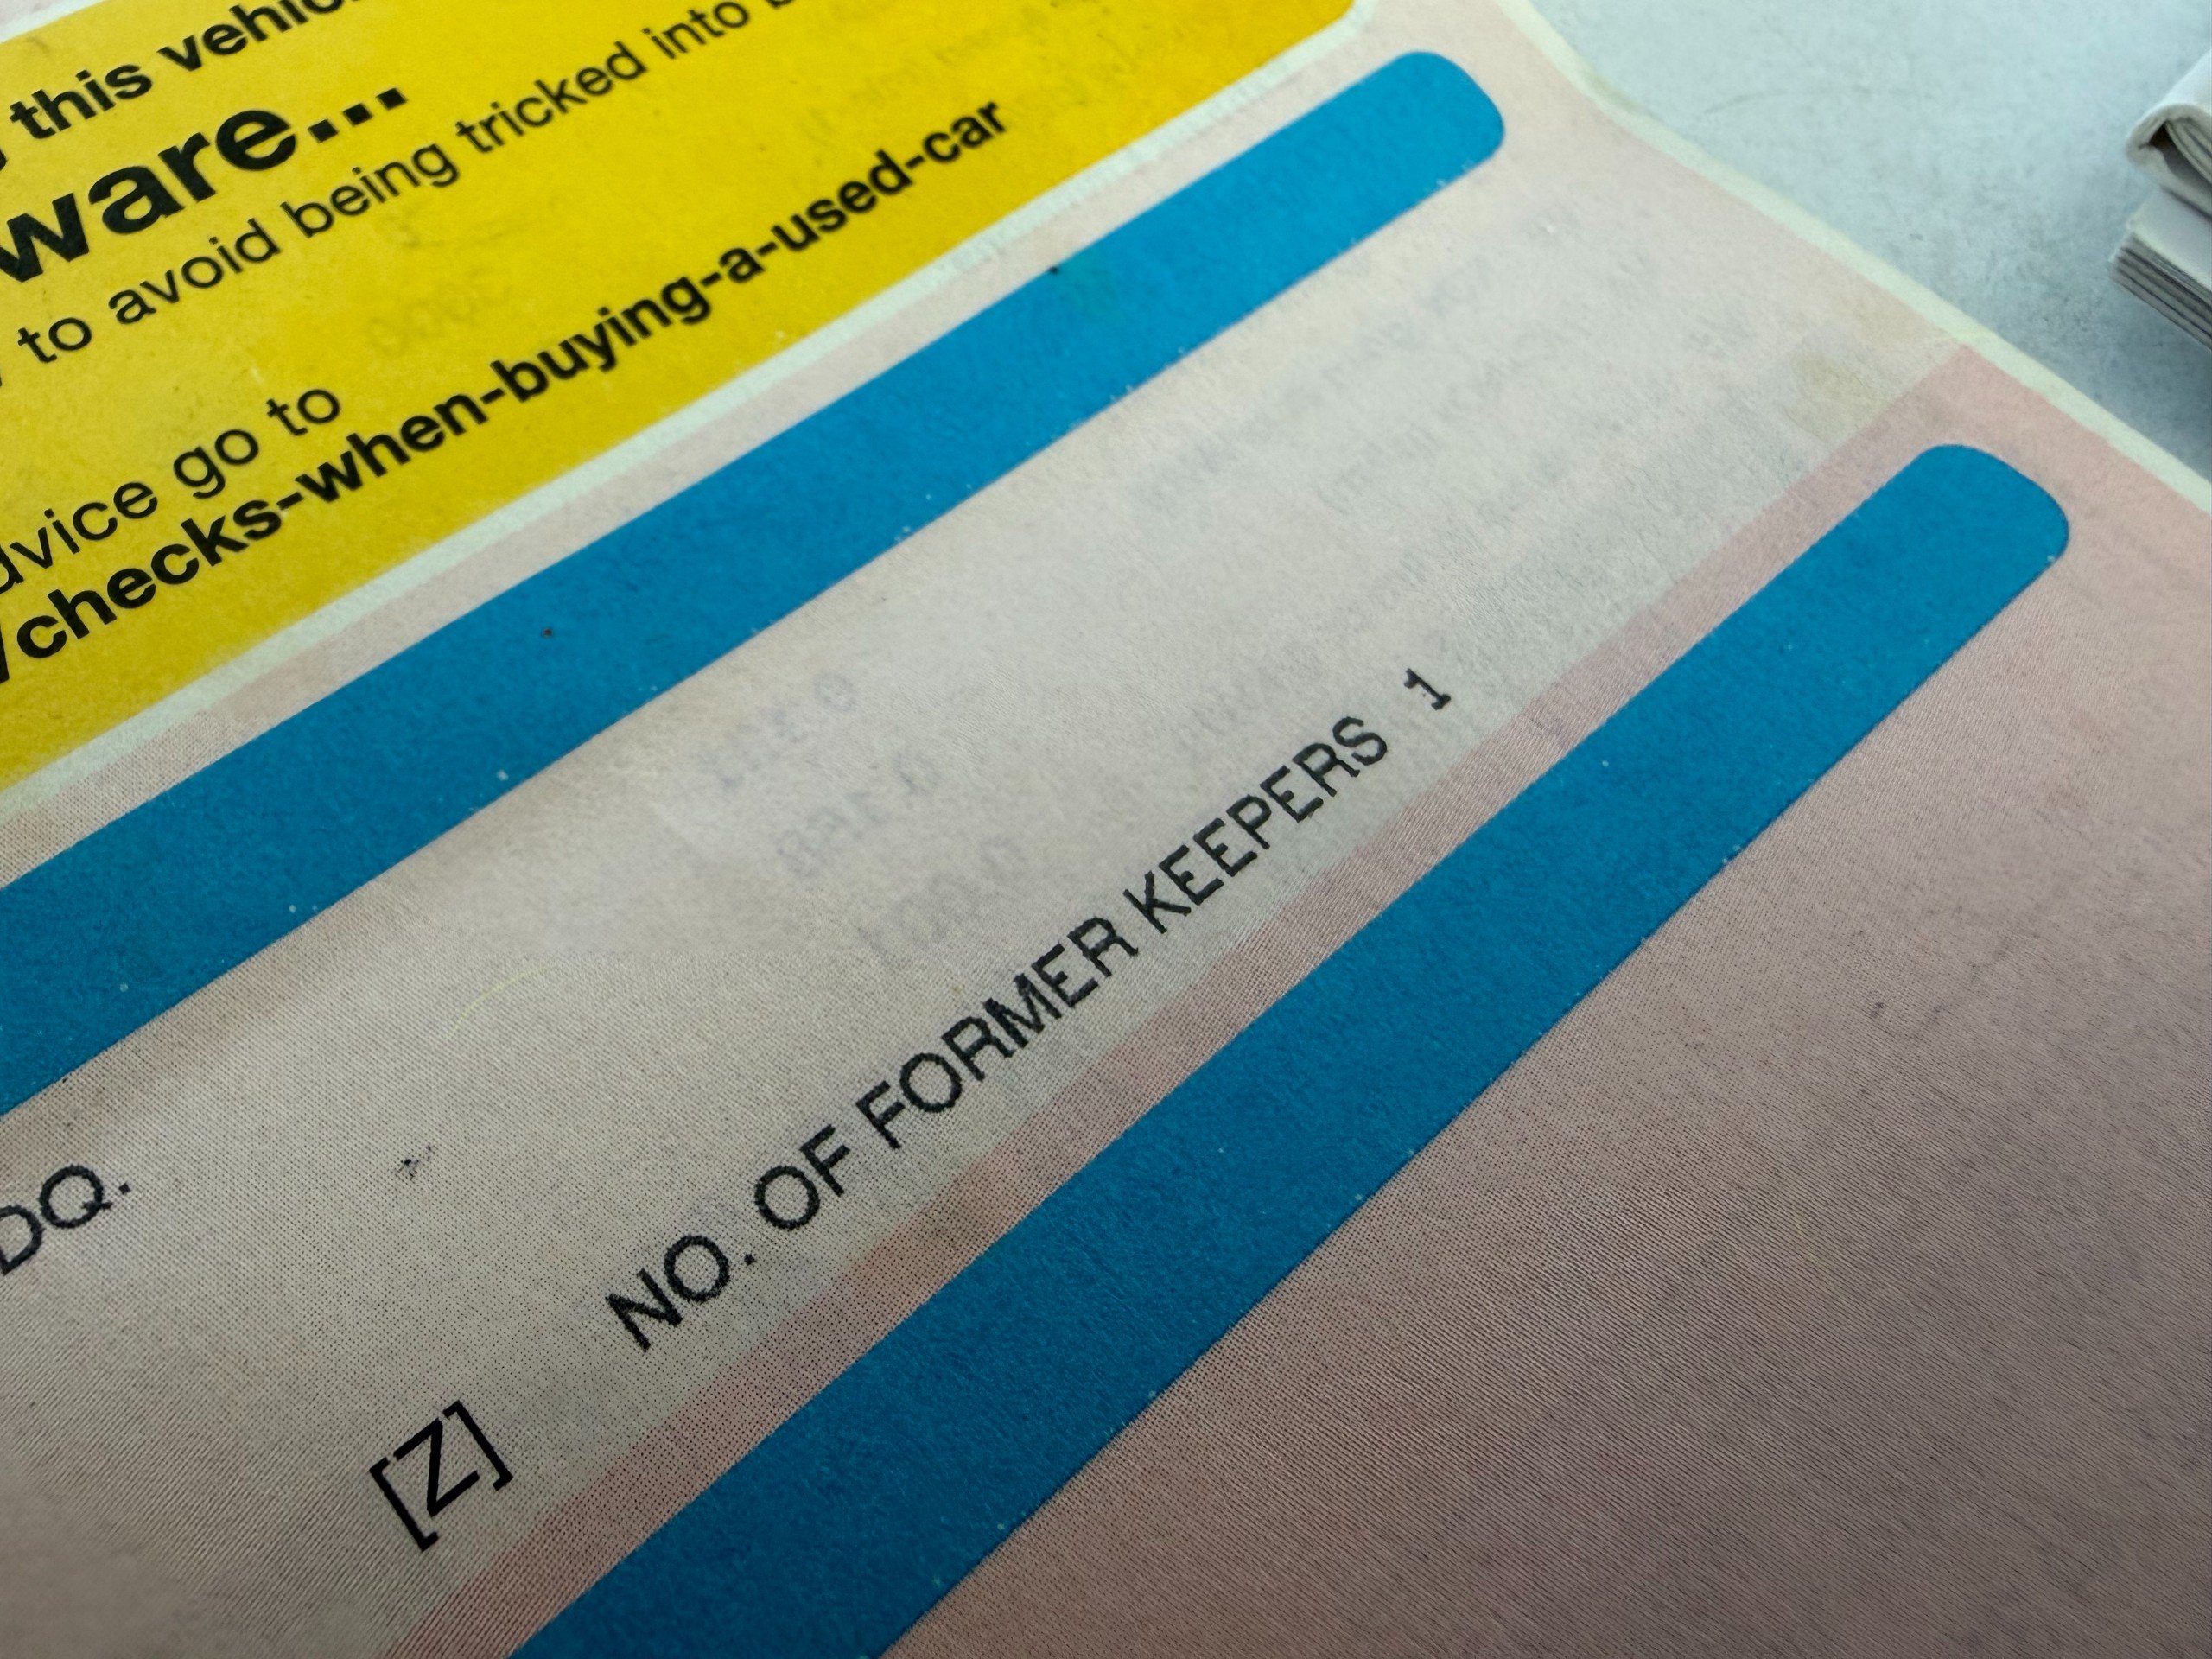 this vehic
ware...
to avoid being tricked into
dvice go to
/checks-when-buying-a-used-car
DQ.
NO. OF FORMER KEEPERS 1
[Z]